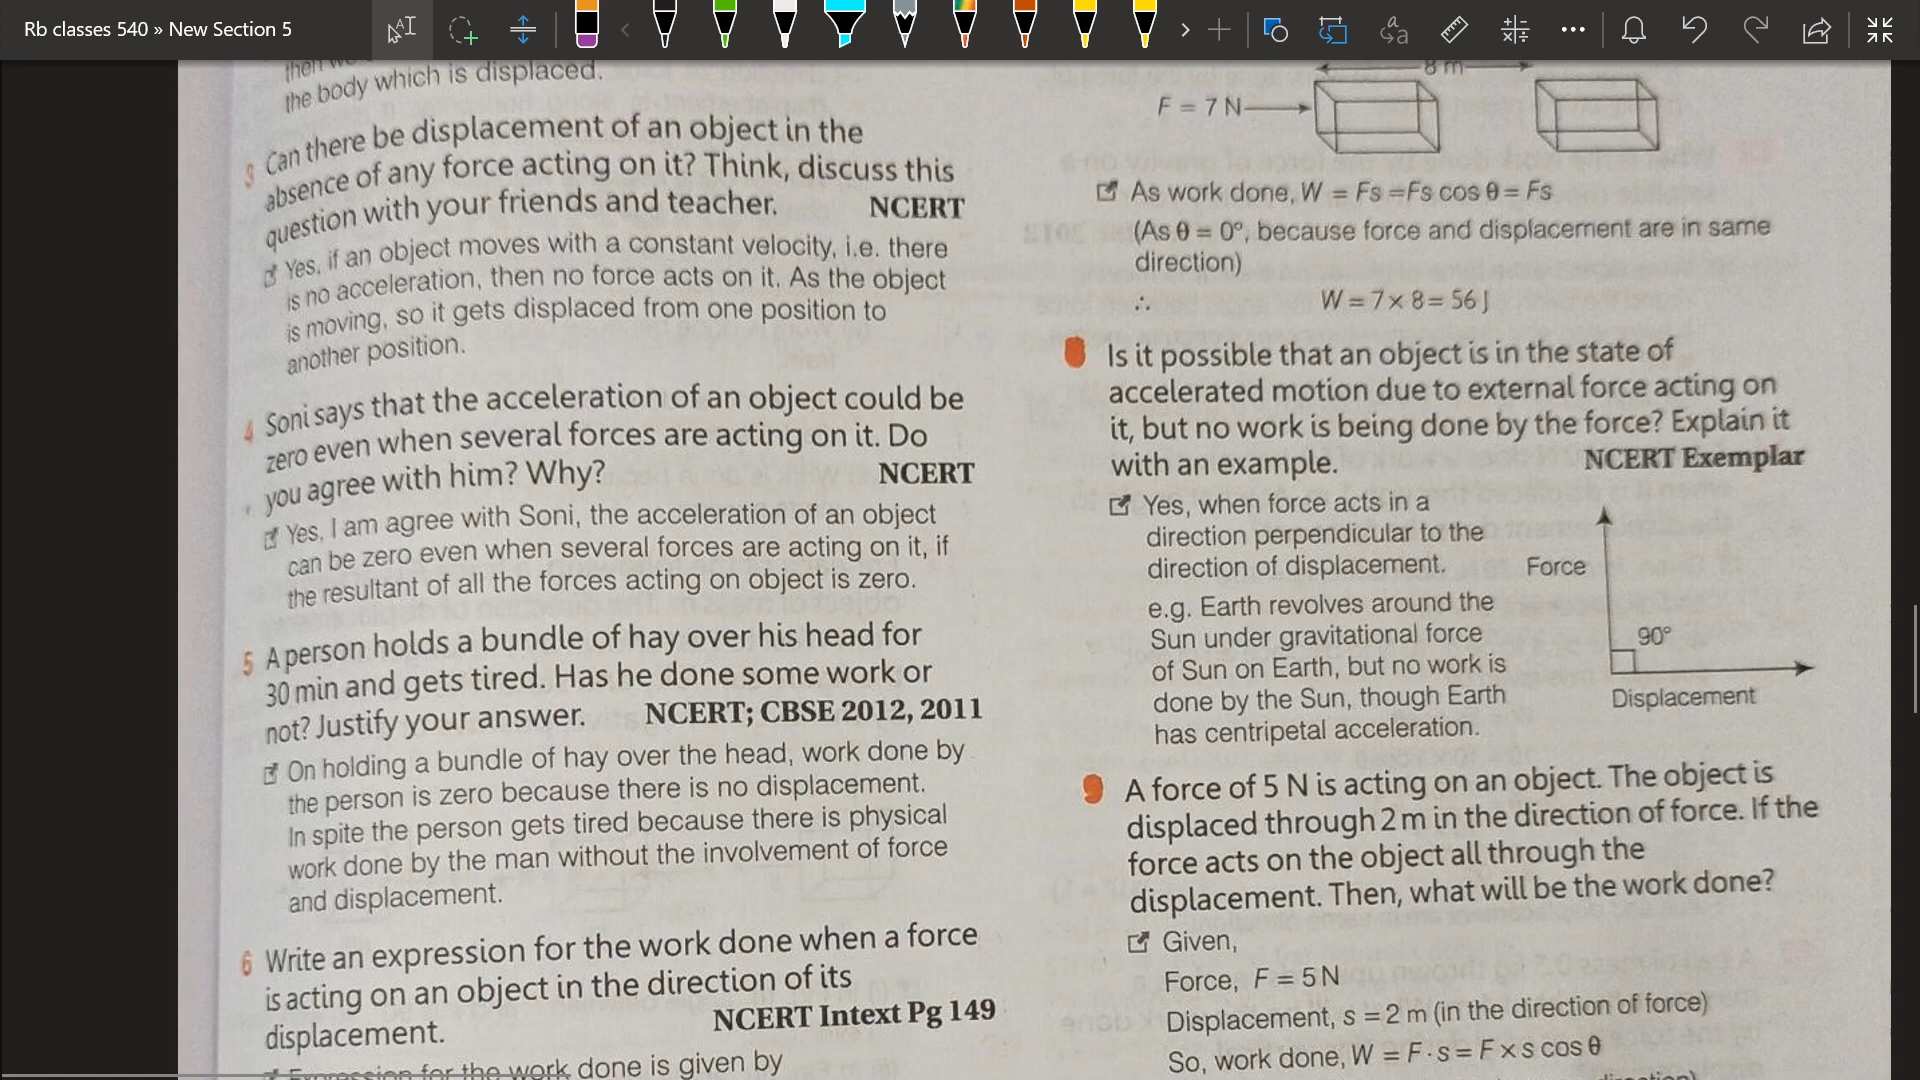 Rb classes 540 » New Section 5
the body which is displaced.
3 Can there be displacement of an object in the
absence of any force acting on it? Think, discuss this
question with your friends and teacher. NCERT
Yes, if an object moves with a constant velocity, i.e. there
is no acceleration, then no force acts on it. As the object
is moving, so it gets displaced from one position to
another position.
4 Soni says that the acceleration of an object could be
zero even when several forces are acting on it. Do
you agree with him? Why? NCERT
Yes, I am agree with Soni, the acceleration of an object
can be zero even when several forces are acting on it, if
the resultant of all the forces acting on object is zero.
5 A person holds a bundle of hay over his head for
30 min and gets tired. Has he done some work or
not? Justify your answer. NCERT; CBSE 2012, 2011
On holding a bundle of hay over the head, work done by
the person is zero because there is no displacement.
In spite the person gets tired because there is physical
work done by the man without the involvement of force
and displacement.
6 Write an expression for the work done when a force
is acting on an object in the direction of its
displacement. NCERT Intext Pg 149
Expression for the work done is given by
8 m
F = 7 N
As work done, W = Fs =Fs cos θ = Fs
(As θ = 0°, because force and displacement are in same
direction)
∴ W = 7 × 8 = 56 J
8 Is it possible that an object is in the state of
accelerated motion due to external force acting on
it, but no work is being done by the force? Explain it
with an example. NCERT Exemplar
Yes, when force acts in a
direction perpendicular to the
direction of displacement.
e.g. Earth revolves around the
Sun under gravitational force
of Sun on Earth, but no work is
done by the Sun, though Earth
has centripetal acceleration.
Force
90°
Displacement
9 A force of 5 N is acting on an object. The object is
displaced through 2 m in the direction of force. If the
force acts on the object all through the
displacement. Then, what will be the work done?
Given,
Force, F = 5 N
Displacement, s = 2 m (in the direction of force)
So, work done, W = F · s = F × s cos θ